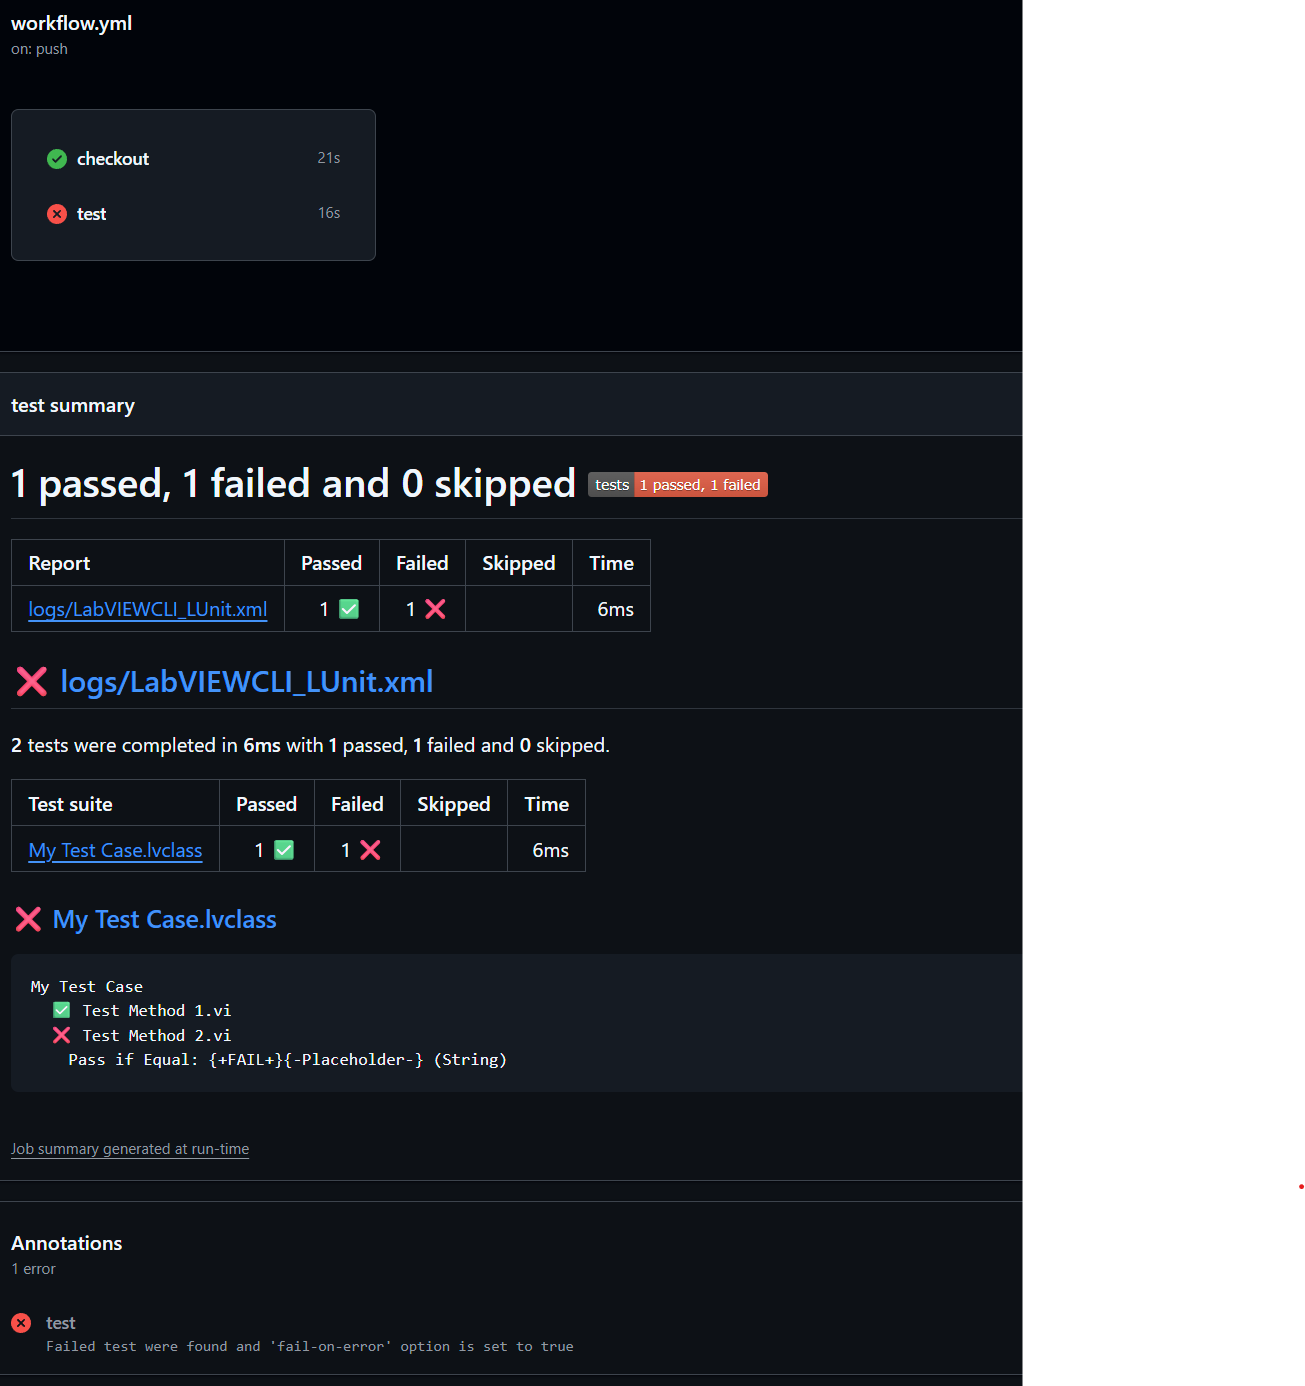 workflow.yml
on: push
checkout 21s
test 16s
test summary
1 passed, 1 failed and 0 skipped tests 1 passed, 1 failed
Report Passed Failed Skipped Time
logs/LabVIEWCLI_LUnit.xml 1 ✅ 1 ❌ 6ms
❌ logs/LabVIEWCLI_LUnit.xml
2 tests were completed in 6ms with 1 passed, 1 failed and 0 skipped.
Test suite Passed Failed Skipped Time
My Test Case.lvclass 1 ✅ 1 ❌ 6ms
❌ My Test Case.lvclass
My Test Case
✅ Test Method 1.vi
❌ Test Method 2.vi
Pass if Equal: {+FAIL+}{-Placeholder-} (String)
Job summary generated at run-time
Annotations
1 error
test
Failed test were found and 'fail-on-error' option is set to true